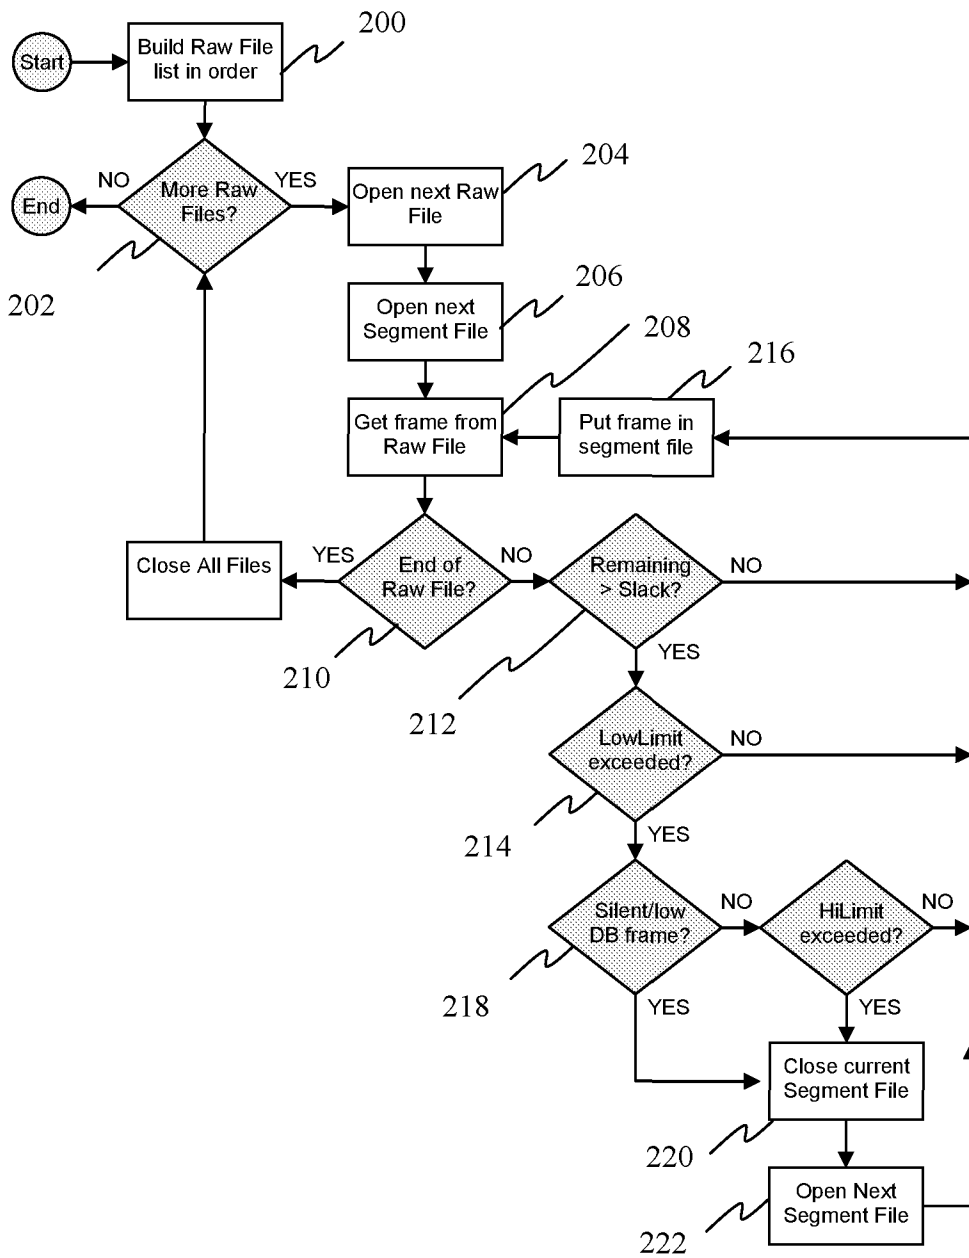 200
Build Raw File
list in order
Start
204
NO
YES
More Raw
Files?
End
Open next Raw
File
202
206
Open next
Segment File
208
216
Get frame from
Raw File
Put frame in
segment file
YES
NO
NO
Close All Files
End of
Raw File?
Remaining
> Slack?
210
YES
212
LowLimit
exceeded?
NO
214
YES
Silent/low
DB frame?
NO
HiLimit
exceeded?
NO
218
YES
YES
Close current
Segment File
220
Open Next
Segment File
222